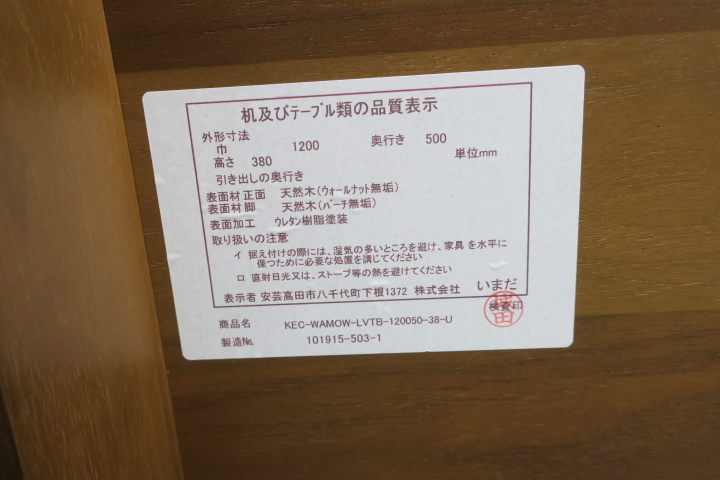 机及びﾃｰﾌﾞﾙ類の品質表示
外形寸法
巾 1200 奥行き 500
高さ 380 単位mm
引き出しの奥行き
表面材 正面 天然木(ｳｫｰﾙﾅｯﾄ無垢)
表面材 脚 天然木(ﾊﾞｰﾁ無垢)
表面加工 ｳﾚﾀﾝ樹脂塗装
取り扱いの注意
イ 据え付けの際には、湿気の多いところを避け、家具 を水平に
保つために必要な処置を講じてください
ロ 直射日光又は、ストーブ等の熱を避けてください
表示者 安芸高田市八千代町下根1372 株式会社 いまだ
検査印
商品名 KEC-WAMOW-LVTB-120050-38-U
製造No. 101915-503-1